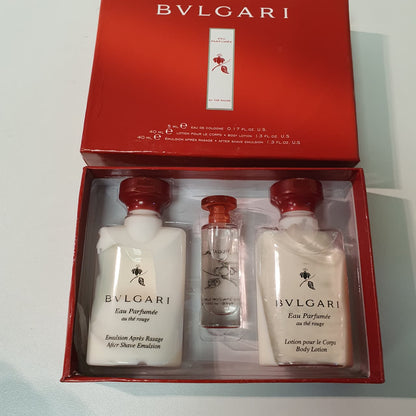 BVLGARI
EAU
PARFUMÉE
AU THÉ ROUGE
5 ML ℮ EAU DE COLOGNE 0.17 FL. OZ. U.S.
40 ML ℮ LOTION POUR LE CORPS • BODY LOTION 1.3 FL. OZ. U.S.
40 ML ℮ EMULSION APRÈS RASAGE • AFTER SHAVE EMULSION 1.3 FL. OZ. U.S.
BVLGARI
Eau Parfumée
au thé rouge
Emulsion Après Rasage
After Shave Emulsion
BVLGARI
Eau Parfumée
au thé rouge
Lotion pour le Corps
Body Lotion